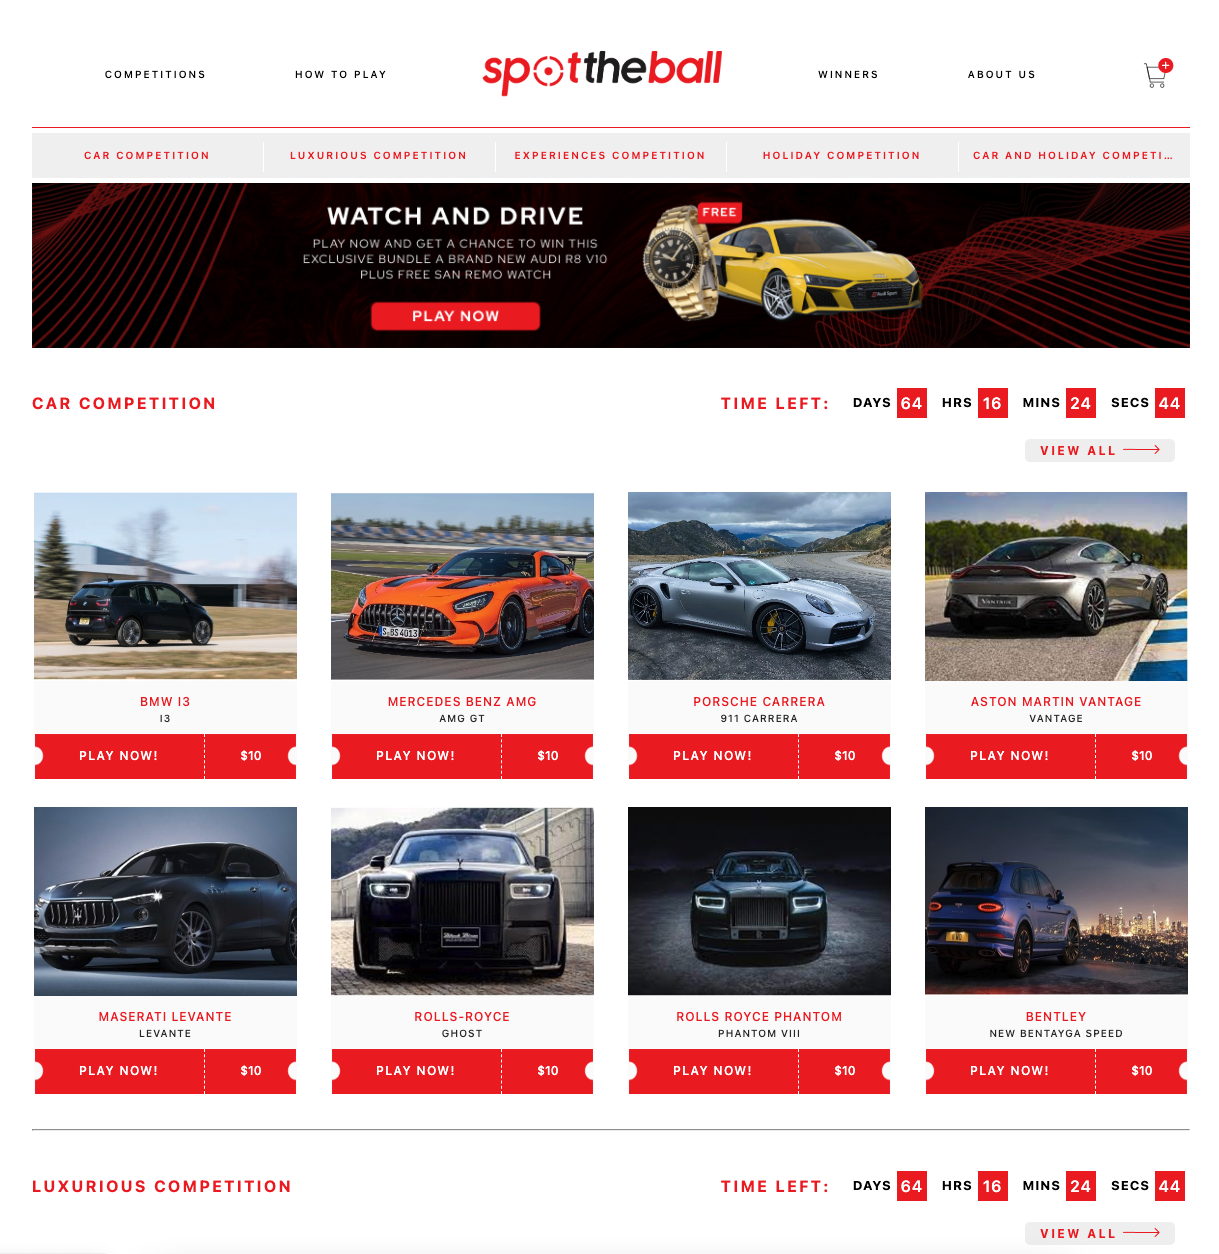 COMPETITIONS
HOW TO PLAY
spottheball
WINNERS
ABOUT US
+
CAR COMPETITION
LUXURIOUS COMPETITION
EXPERIENCES COMPETITION
HOLIDAY COMPETITION
CAR AND HOLIDAY COMPETI...
WATCH AND DRIVE
PLAY NOW AND GET A CHANCE TO WIN THIS
EXCLUSIVE BUNDLE A BRAND NEW AUDI R8 V10
PLUS FREE SAN REMO WATCH
PLAY NOW
FREE
Audi Sport
CAR COMPETITION
TIME LEFT: DAYS 64 HRS 16 MINS 24 SECS 44
VIEW ALL
S BS 4013
VANTAGE
BMW I3
I3
PLAY NOW! $10
MERCEDES BENZ AMG
AMG GT
PLAY NOW! $10
PORSCHE CARRERA
911 CARRERA
PLAY NOW! $10
ASTON MARTIN VANTAGE
VANTAGE
PLAY NOW! $10
MASERATI LEVANTE
LEVANTE
PLAY NOW! $10
ROLLS-ROYCE
GHOST
PLAY NOW! $10
ROLLS ROYCE PHANTOM
PHANTOM VIII
PLAY NOW! $10
BENTLEY
NEW BENTAYGA SPEED
PLAY NOW! $10
LUXURIOUS COMPETITION
TIME LEFT: DAYS 64 HRS 16 MINS 24 SECS 44
VIEW ALL